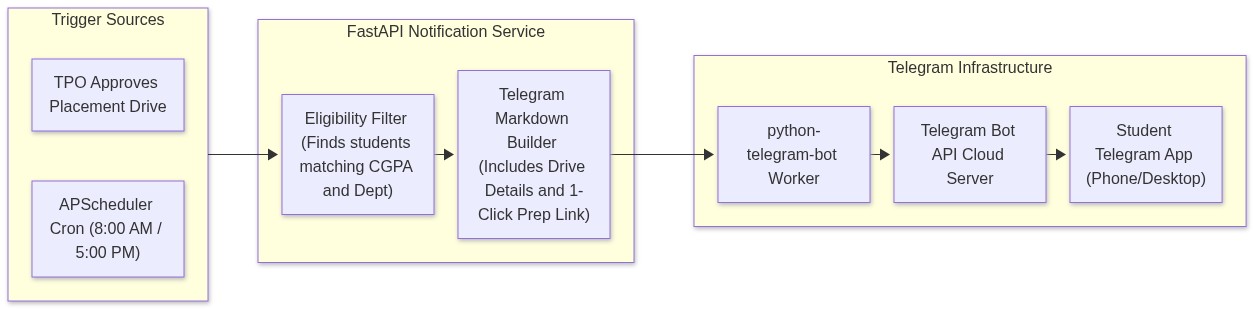 Trigger Sources
TPO Approves
Placement Drive
APScheduler
Cron (8:00 AM /
5:00 PM)
FastAPI Notification Service
Eligibility Filter
(Finds students
matching CGPA
and Dept)
Telegram
Markdown
Builder
(Includes Drive
Details and 1-
Click Prep Link)
Telegram Infrastructure
python-
telegram-bot
Worker
Telegram Bot
API Cloud
Server
Student
Telegram App
(Phone/Desktop)